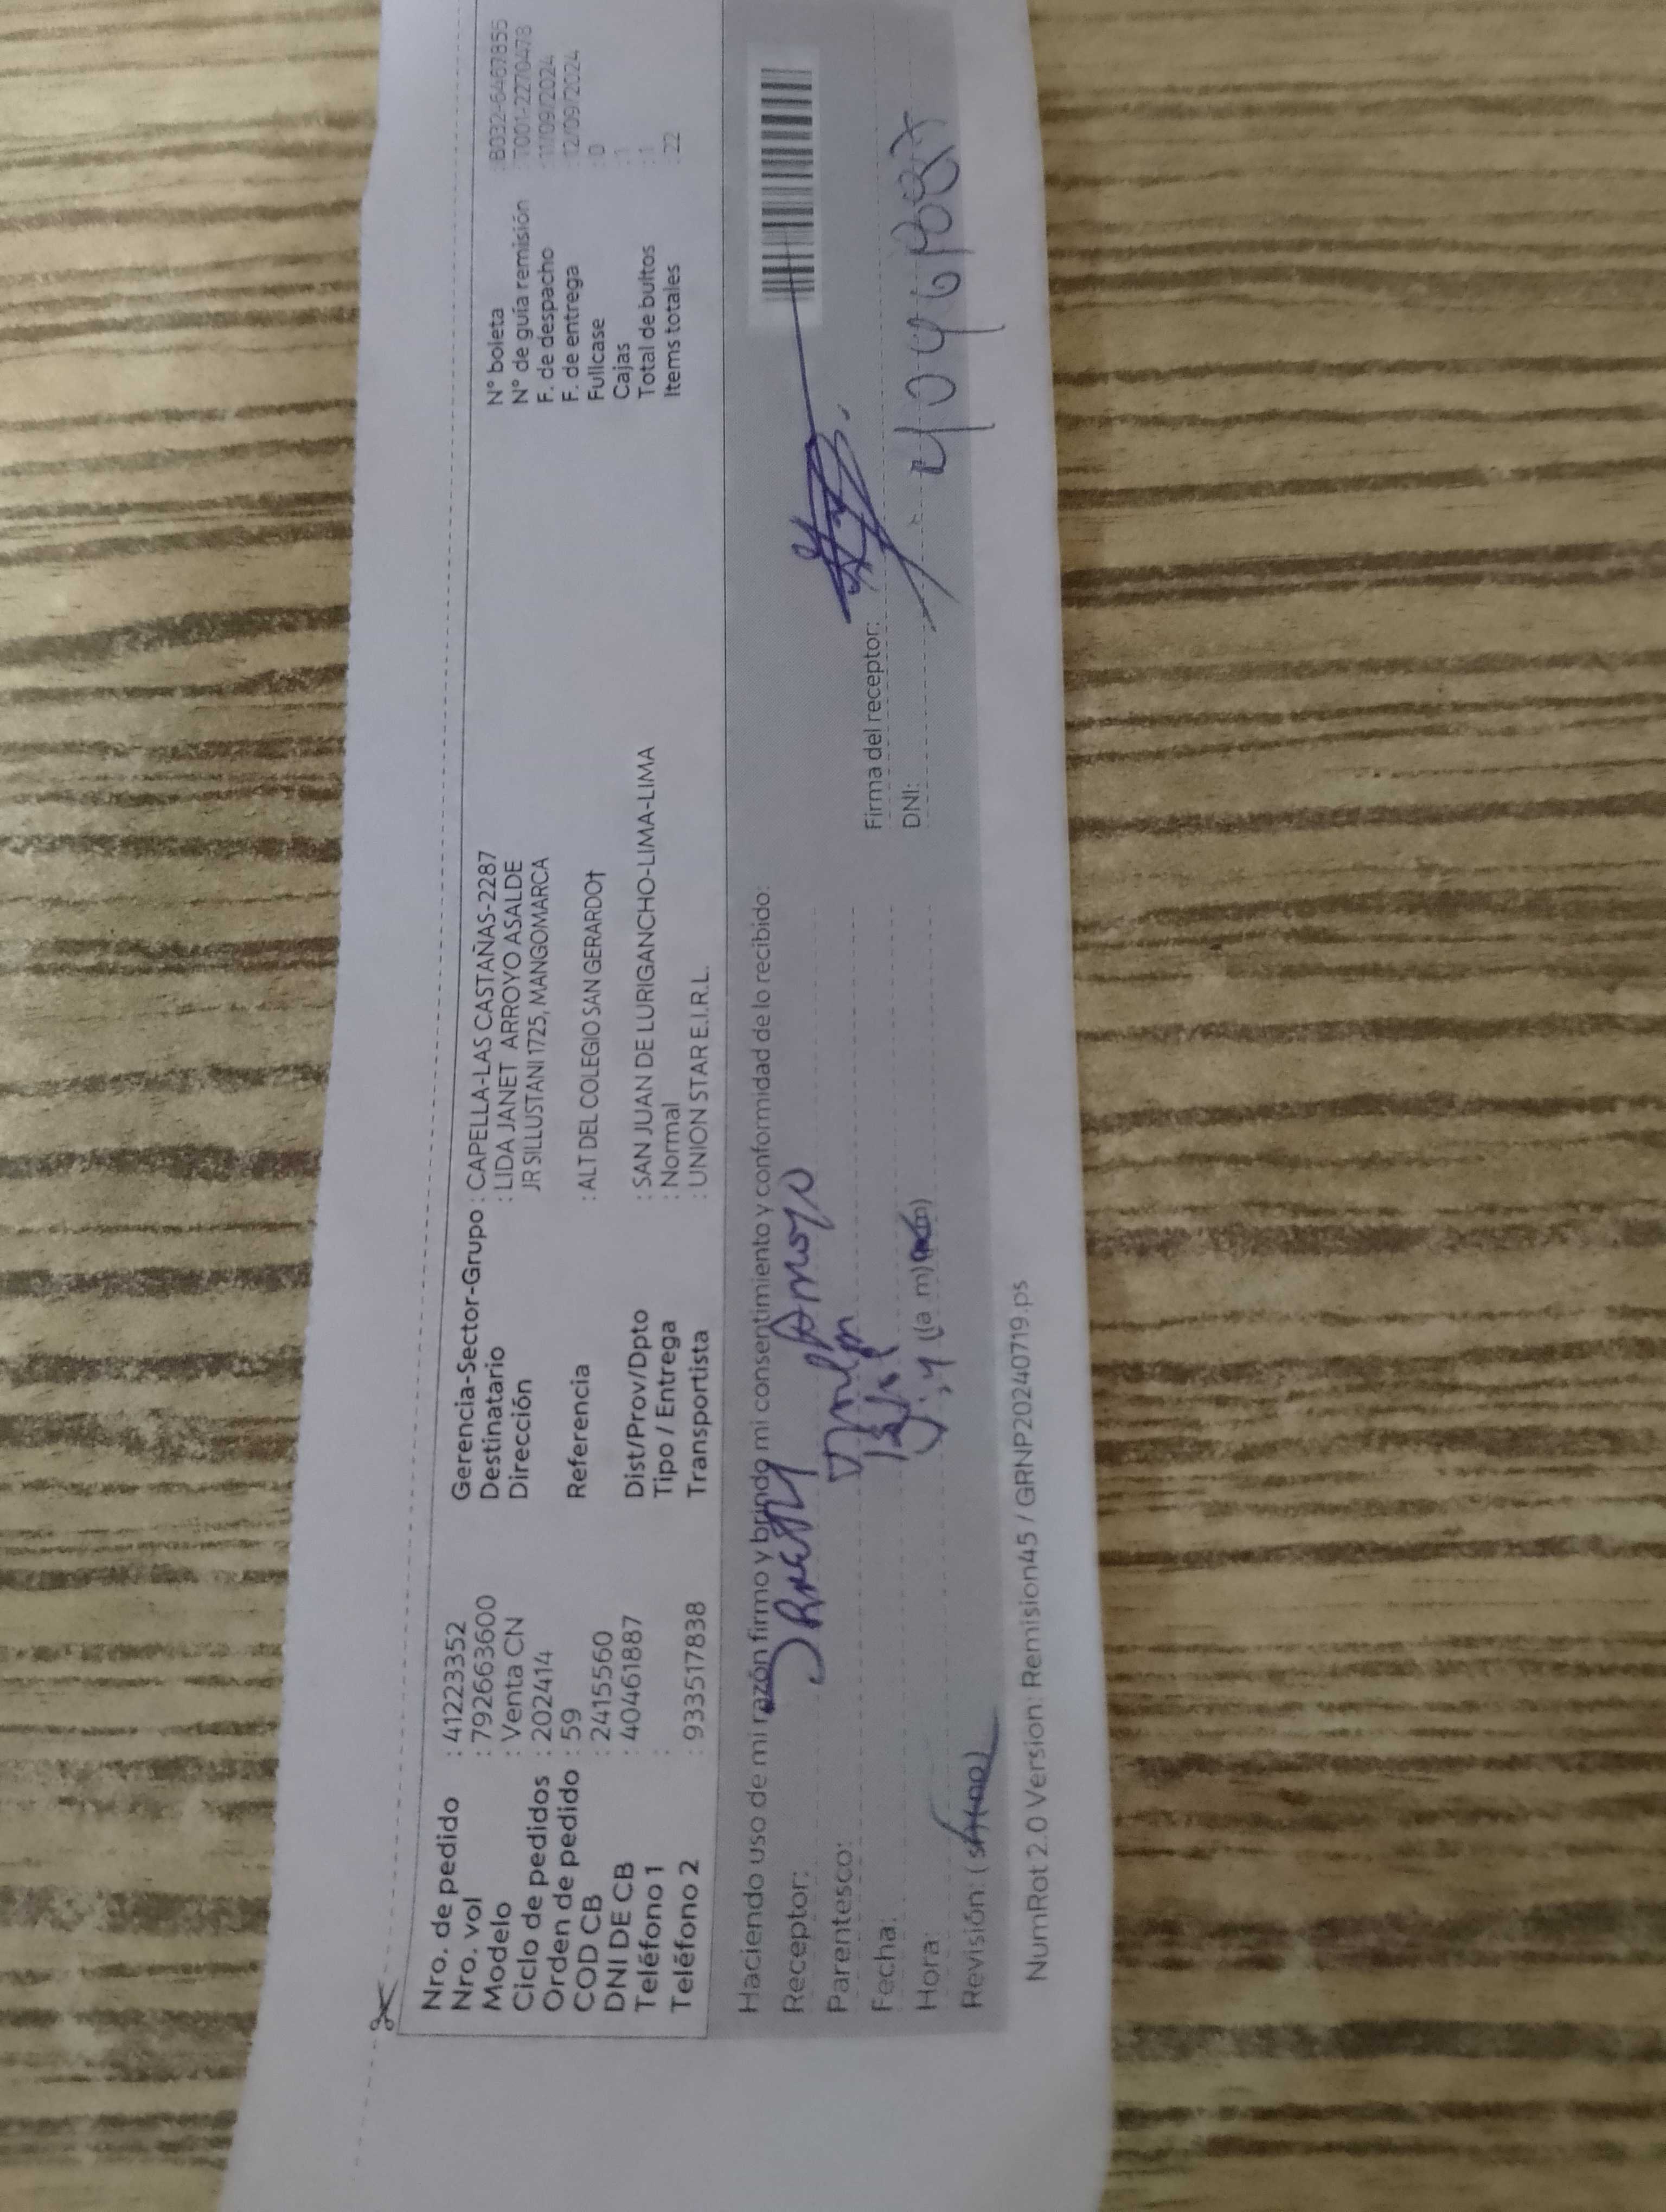 Nro. de pedido : 41223352
Nro. vol : 792663600
Modelo : Venta CN
Ciclo de pedidos : 202414
Orden de pedido : 59
COD CB : 2415560
DNI DE CB : 40461887
Teléfono 1 :
Teléfono 2 : 933517838
Gerencia-Sector-Grupo : CAPELLA-LAS CASTAÑAS-2287
Destinatario : LIDA JANET ARROYO ASALDE
Dirección JR SILLUSTANI 1725, MANGOMARCA
Referencia : ALT DEL COLEGIO SAN GERARDO†
Dist/Prov/Dpto : SAN JUAN DE LURIGANCHO-LIMA-LIMA
Tipo / Entrega : Normal
Transportista : UNION STAR E.I.R.L.
N° boleta : B032-6467855
N° de guía remisión : T001-2270478
F. de despacho : 11/09/2024
F. de entrega : 12/09/2024
Fullcase : 0
Cajas : 1
Total de bultos : 1
Items totales : 22
Haciendo uso de mi razón firmo y brindo mi consentimiento y conformidad de lo recibido:
Receptor: Arroyo
Parentesco:
Fecha:
Hora: (a m)
Revisión: (
Firma del receptor:
DNI: 40461887
NumRot 2.0 Version: Remision45 / GRNP20240719.ps